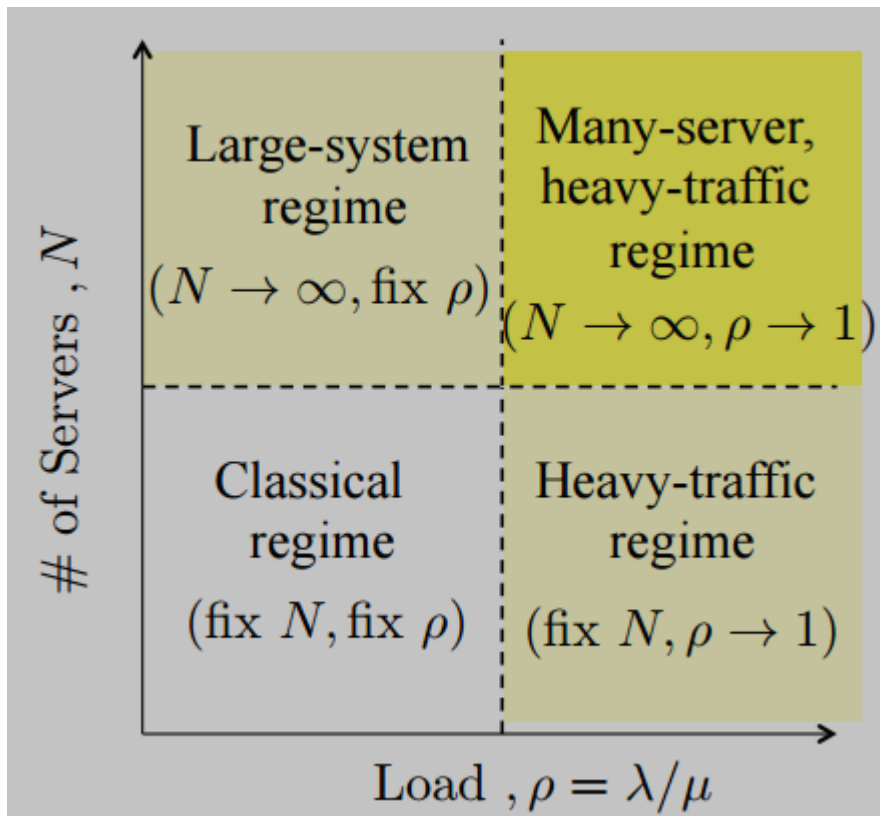 Large-system
regime
(N → ∞, fix ρ)
Many-server,
heavy-traffic
regime
(N → ∞, ρ → 1)
# of Servers , N
Classical
regime
(fix N, fix ρ)
Heavy-traffic
regime
(fix N, ρ → 1)
Load , ρ = λ/μ